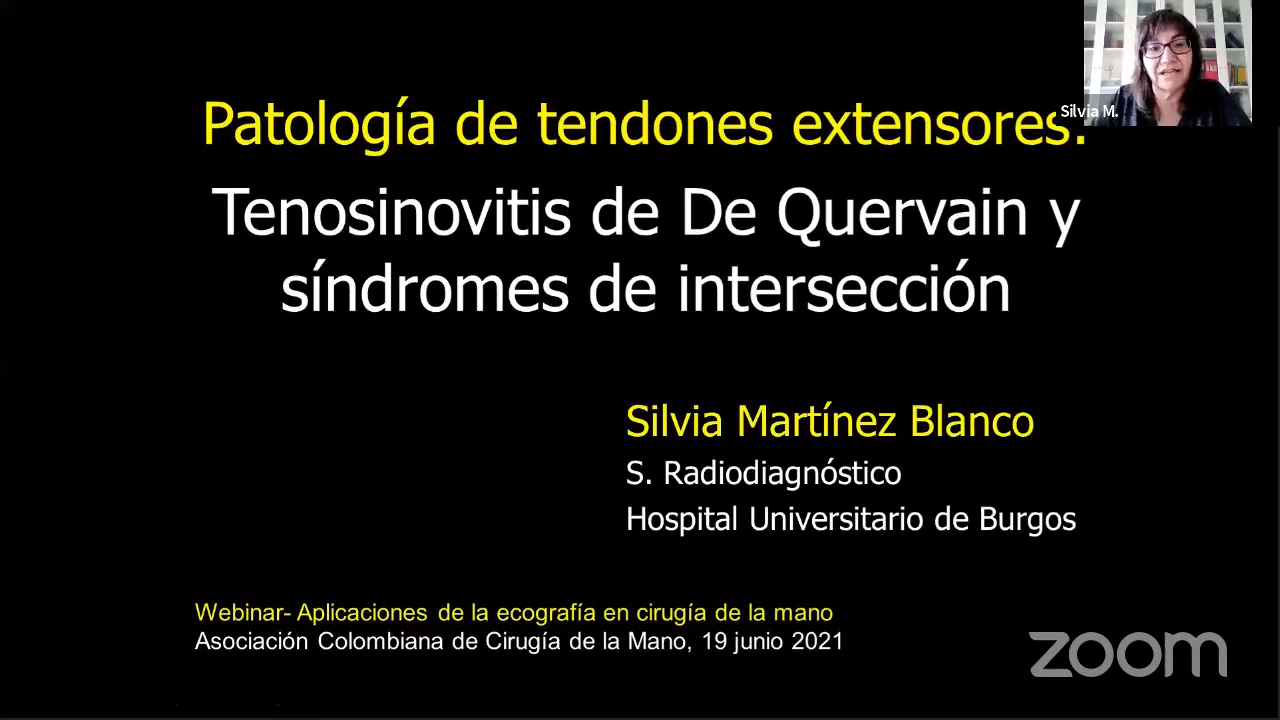 Silvia M.
Patología de tendones extensores:
Tenosinovitis de De Quervain y
síndromes de intersección
Silvia Martínez Blanco
S. Radiodiagnóstico
Hospital Universitario de Burgos
Webinar- Aplicaciones de la ecografía en cirugía de la mano
Asociación Colombiana de Cirugía de la Mano, 19 junio 2021
zoom